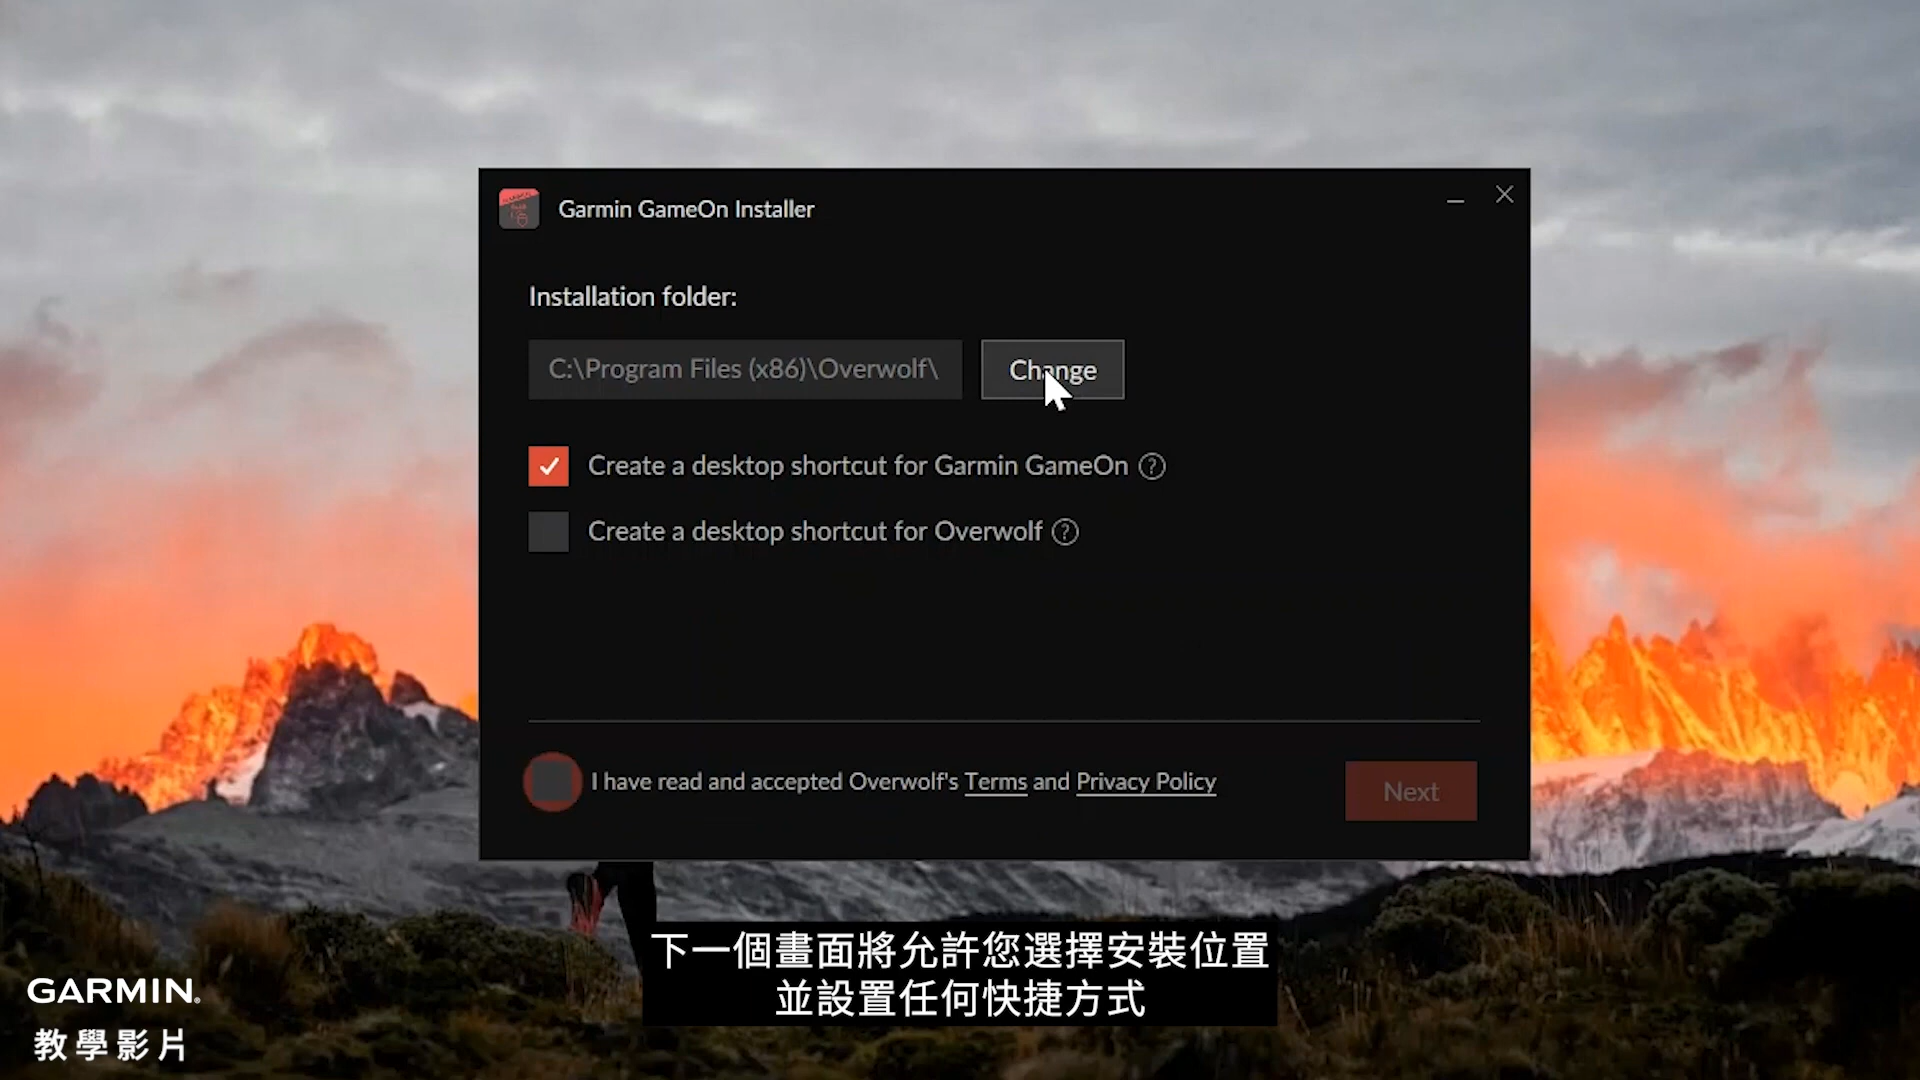 Garmin GameOn Installer
Installation folder:
C:\Program Files (x86)\Overwolf\
Change
Create a desktop shortcut for Garmin GameOn ?
Create a desktop shortcut for Overwolf ?
I have read and accepted Overwolf's Terms and Privacy Policy
Next
下一個畫面將允許您選擇安裝位置
並設置任何快捷方式
GARMIN®
教學影片